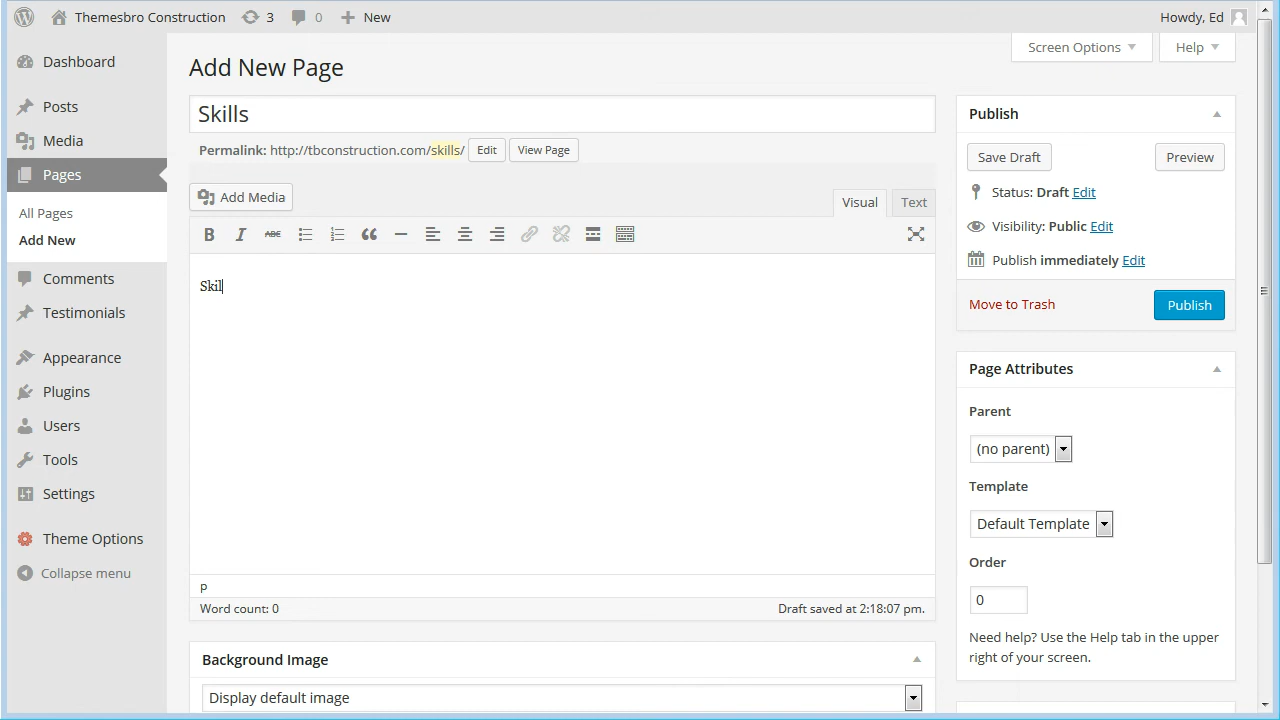 Themesbro Construction 3 0 New Howdy, Ed
Screen Options Help
Dashboard
Posts
Media
Pages
All Pages
Add New
Comments
Testimonials
Appearance
Plugins
Users
Tools
Settings
Theme Options
Collapse menu
Add New Page
Skills
Permalink: http://tbconstruction.com/skills/ Edit View Page
Add Media
Visual Text
B I ABC
Skil
p
Word count: 0 Draft saved at 2:18:07 pm.
Background Image
Display default image
Publish
Save Draft Preview
Status: Draft Edit
Visibility: Public Edit
Publish immediately Edit
Move to Trash Publish
Page Attributes
Parent
(no parent)
Template
Default Template
Order
0
Need help? Use the Help tab in the upper
right of your screen.